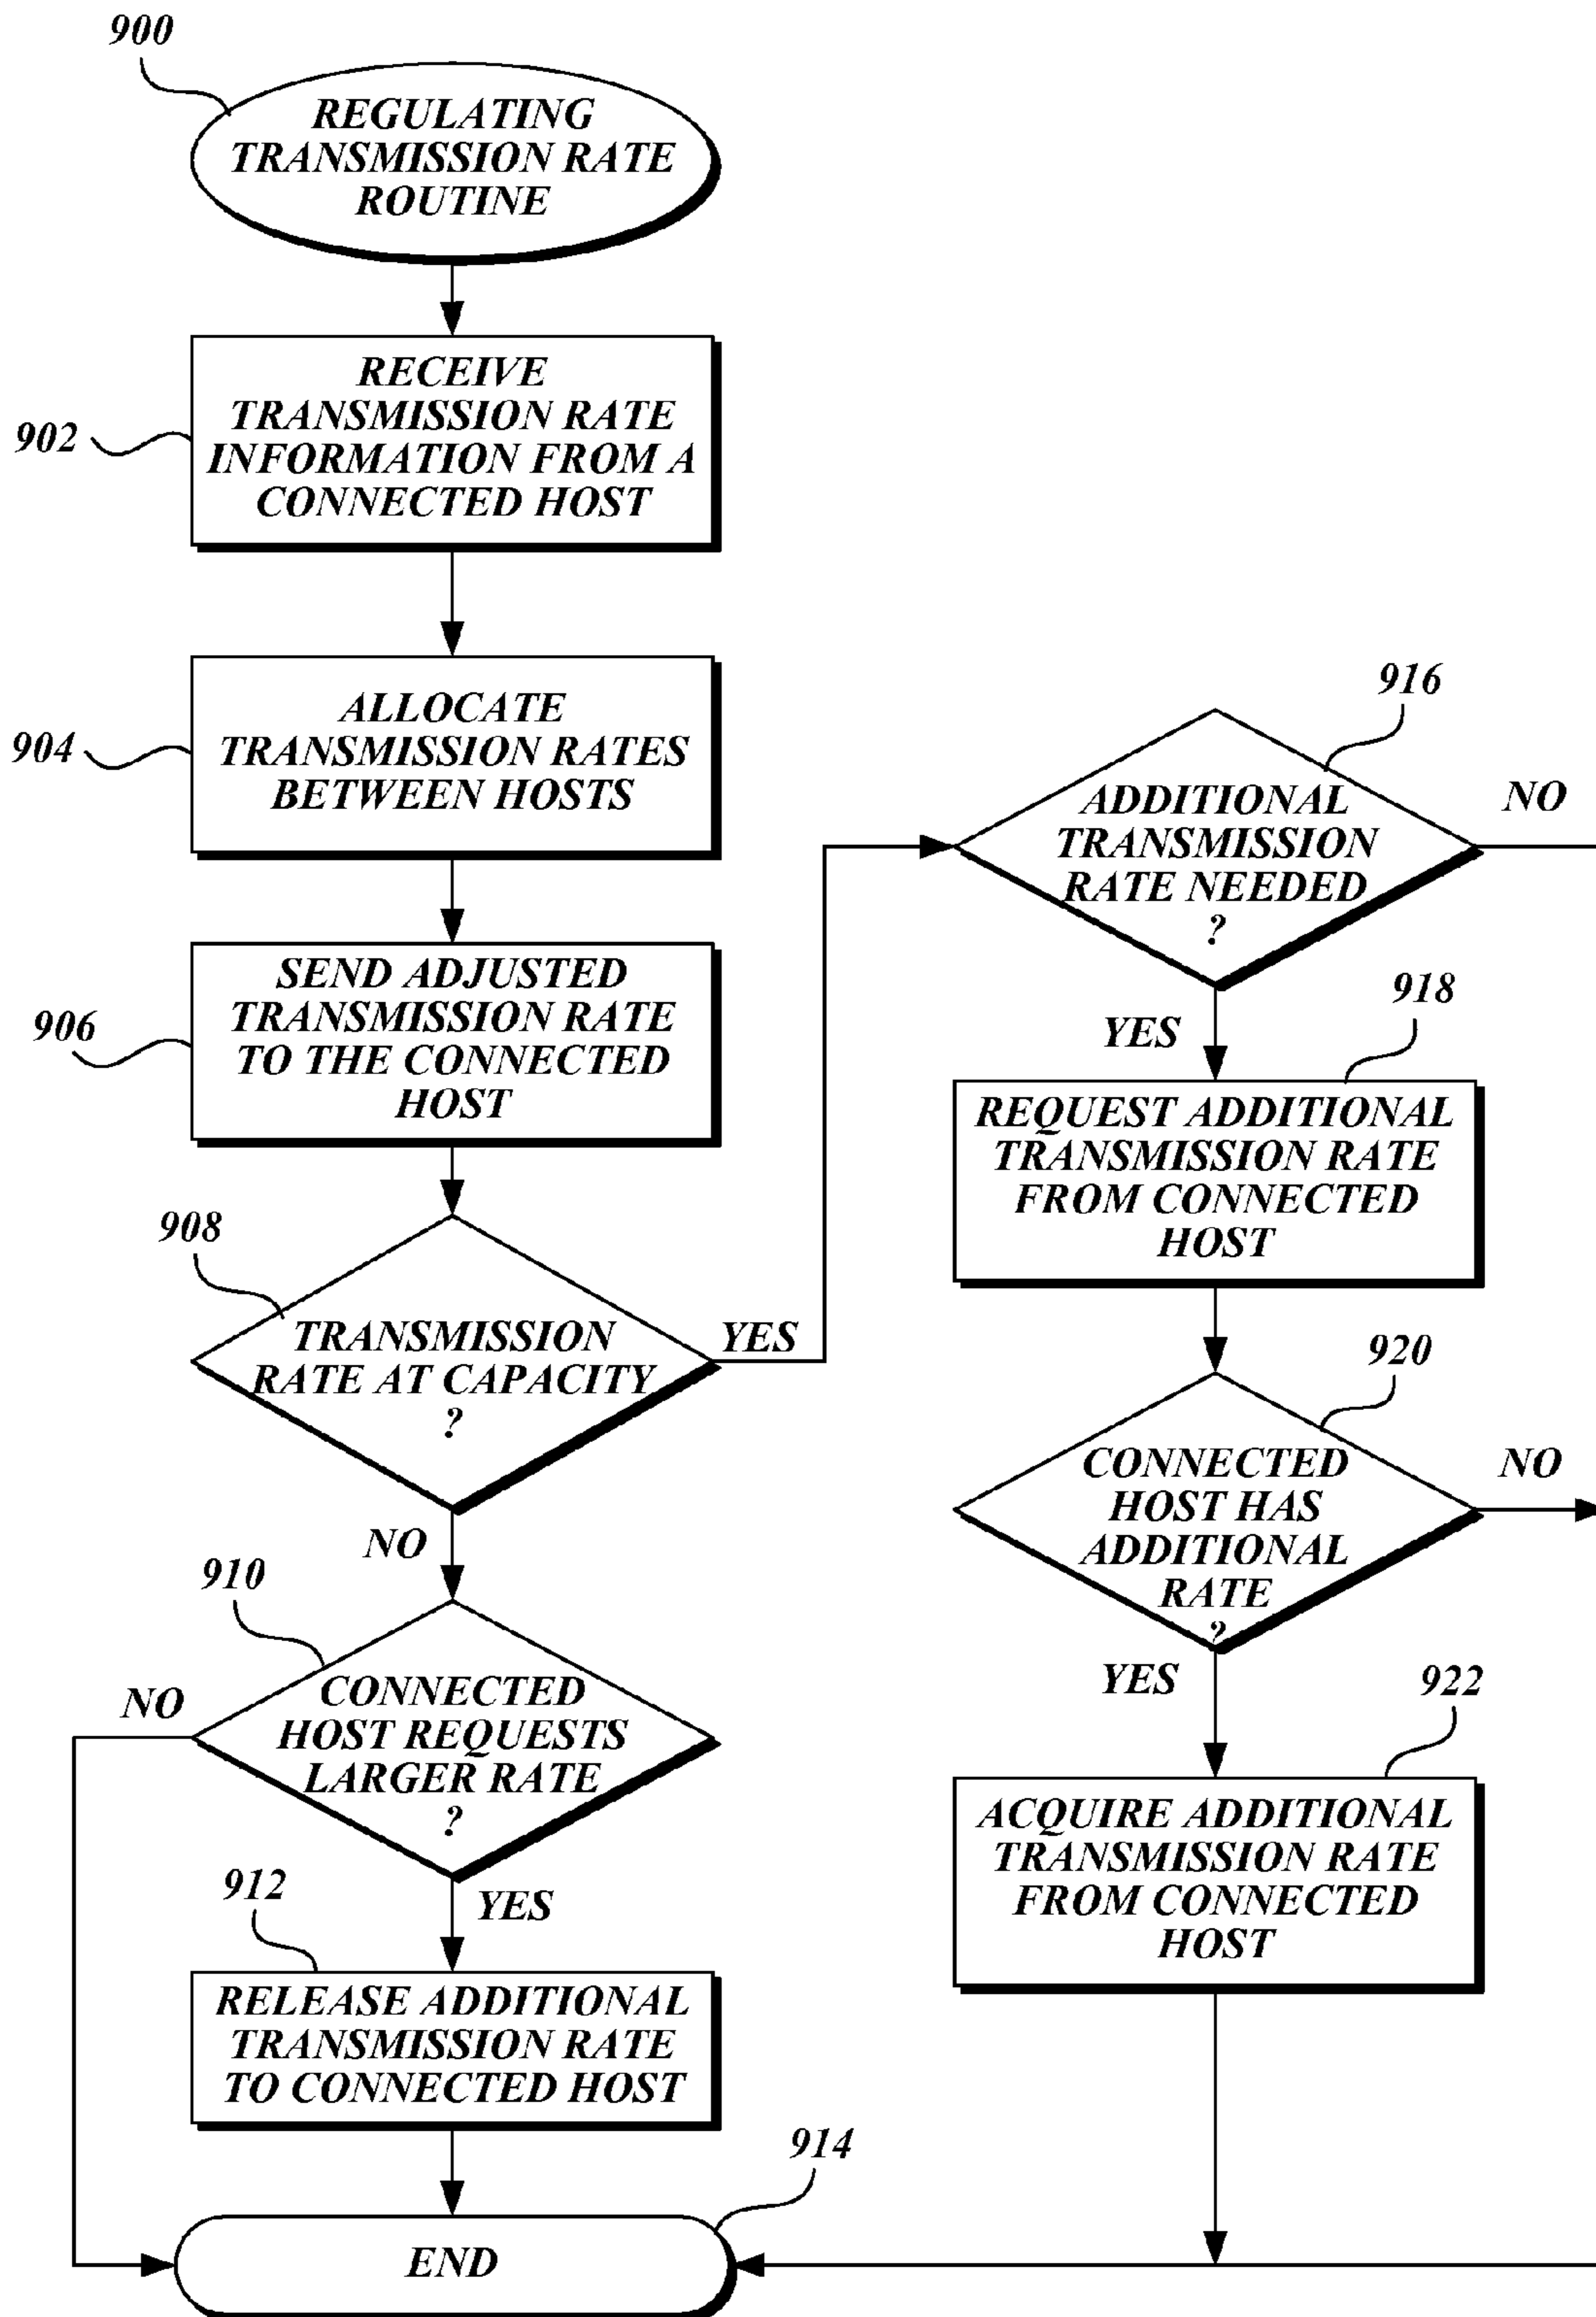 900
REGULATING
TRANSMISSION RATE
ROUTINE
902
RECEIVE
TRANSMISSION RATE
INFORMATION FROM A
CONNECTED HOST
904
ALLOCATE
TRANSMISSION RATES
BETWEEN HOSTS
906
SEND ADJUSTED
TRANSMISSION RATE
TO THE CONNECTED
HOST
908
TRANSMISSION
RATE AT CAPACITY
?
YES
NO
910
CONNECTED
HOST REQUESTS
LARGER RATE
?
NO
YES
912
RELEASE ADDITIONAL
TRANSMISSION RATE
TO CONNECTED HOST
914
END
916
ADDITIONAL
TRANSMISSION
RATE NEEDED
?
NO
YES
918
REQUEST ADDITIONAL
TRANSMISSION RATE
FROM CONNECTED
HOST
920
CONNECTED
HOST HAS
ADDITIONAL
RATE
?
NO
YES
922
ACQUIRE ADDITIONAL
TRANSMISSION RATE
FROM CONNECTED
HOST